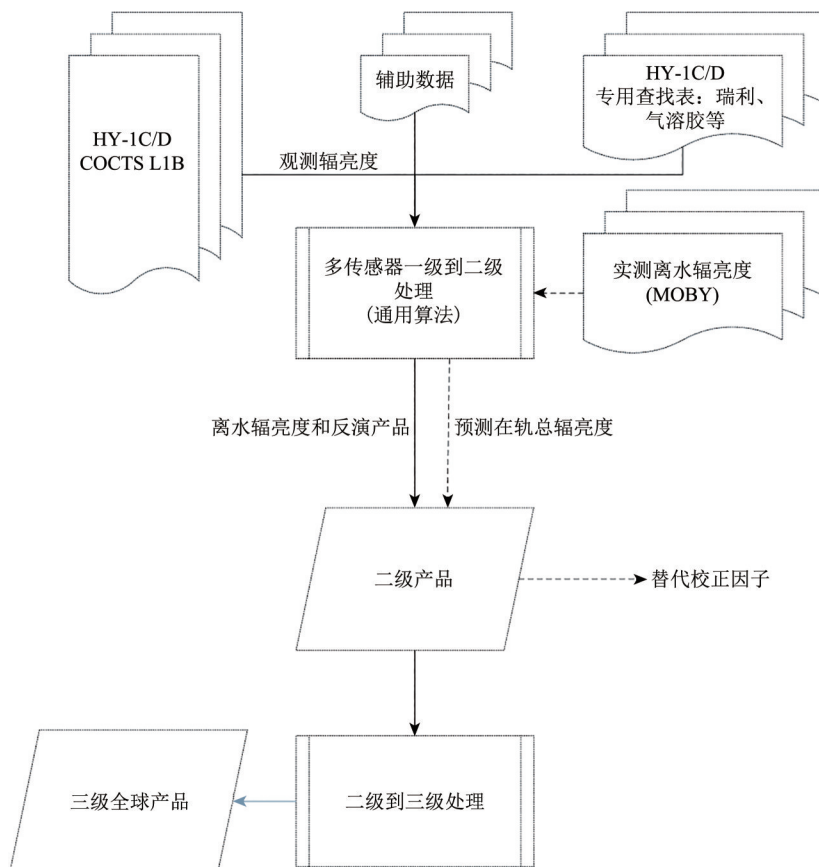 辅助数据
HY-1C/D
专用查找表：瑞利、
气溶胶等
HY-1C/D
COCTS L1B
观测辐亮度
多传感器一级到二级
处理
(通用算法)
实测离水辐亮度
(MOBY)
离水辐亮度和反演产品
预测在轨总辐亮度
二级产品
替代校正因子
三级全球产品
二级到三级处理